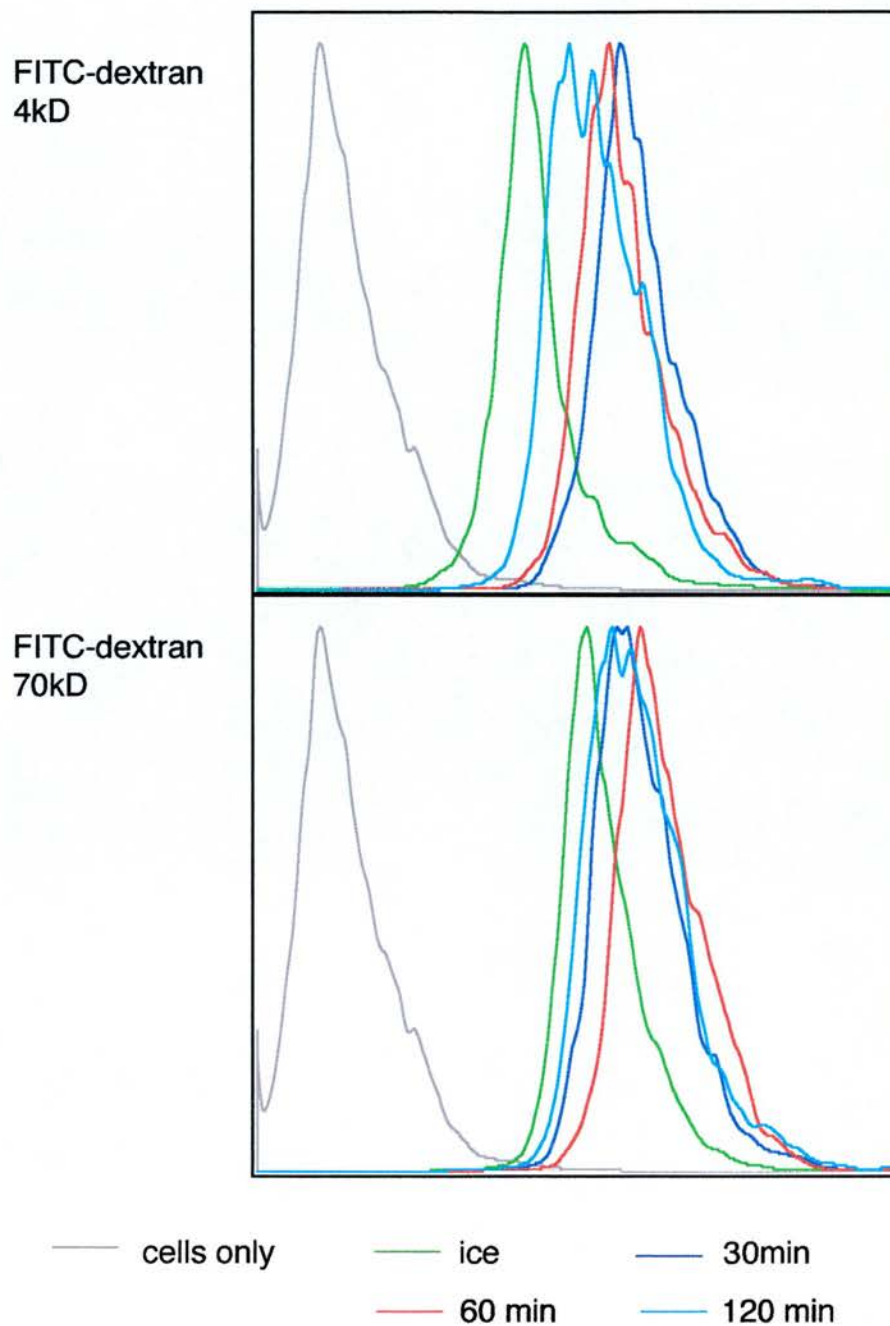 FITC-dextran
4kD
FITC-dextran
70kD
cells only
ice
30min
60 min
120 min